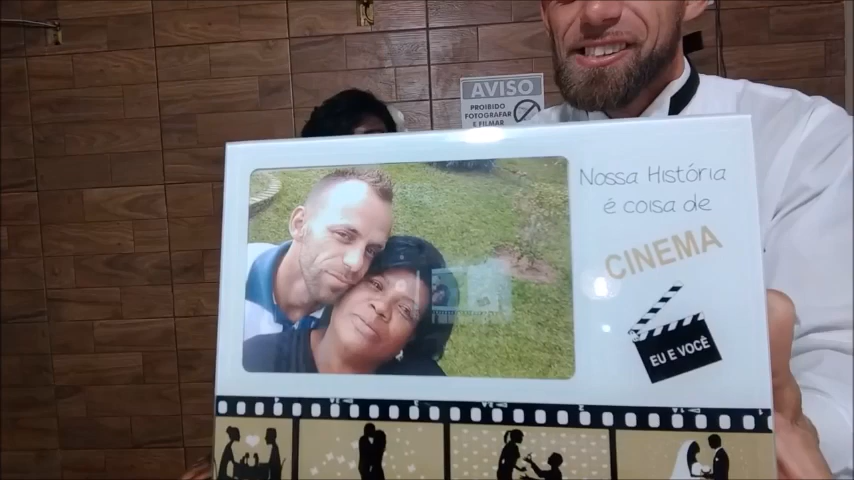 AVISO
PROIBIDO
FOTOGRAFAR
E FILMAR
Nossa História
é coisa de
CINEMA
EU E VOCÊ